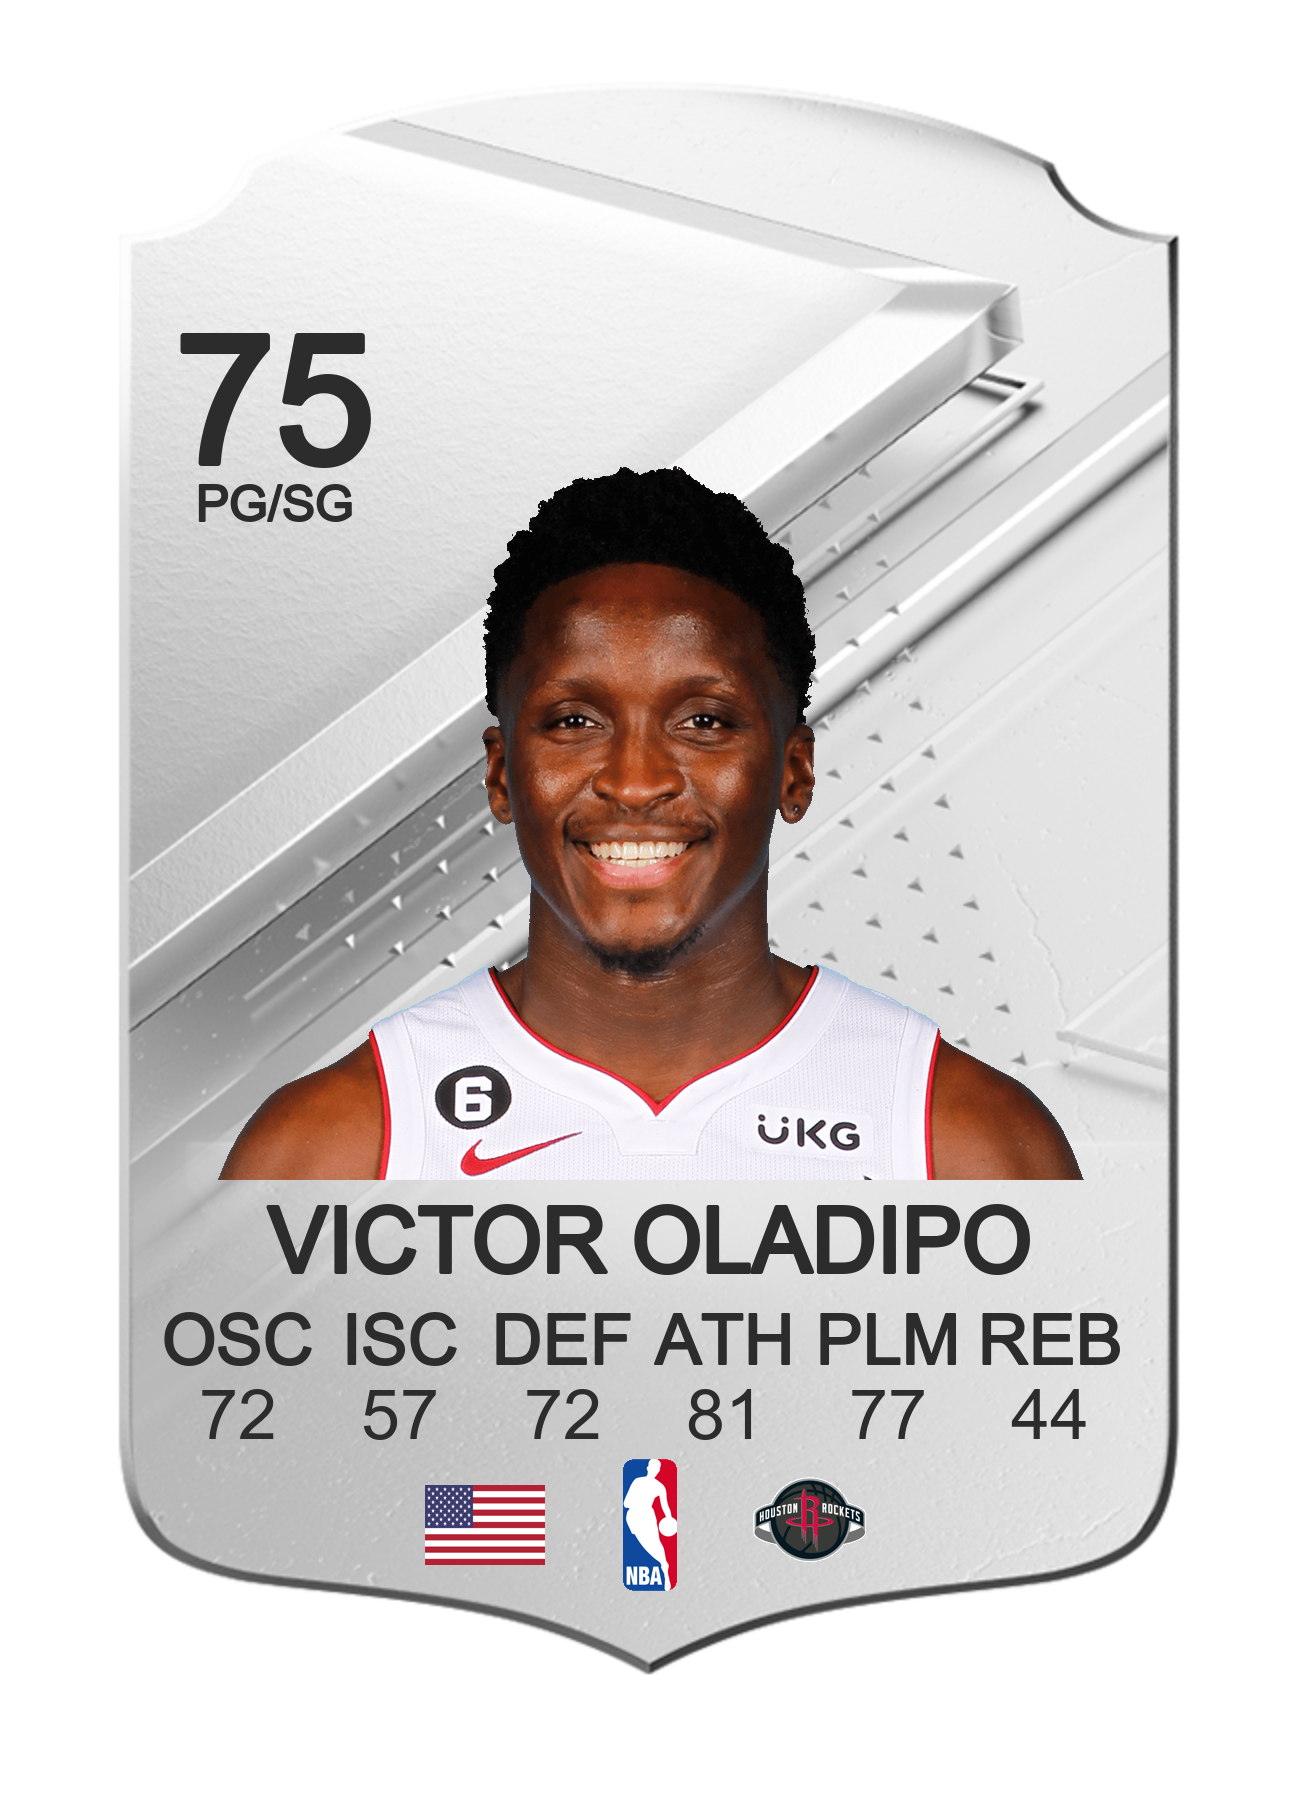 75
PG/SG
6
UKG
VICTOR OLADIPO
OSC ISC DEF ATH PLM REB
72 57 72 81 77 44
NBA
HOUSTON R ROCKETS